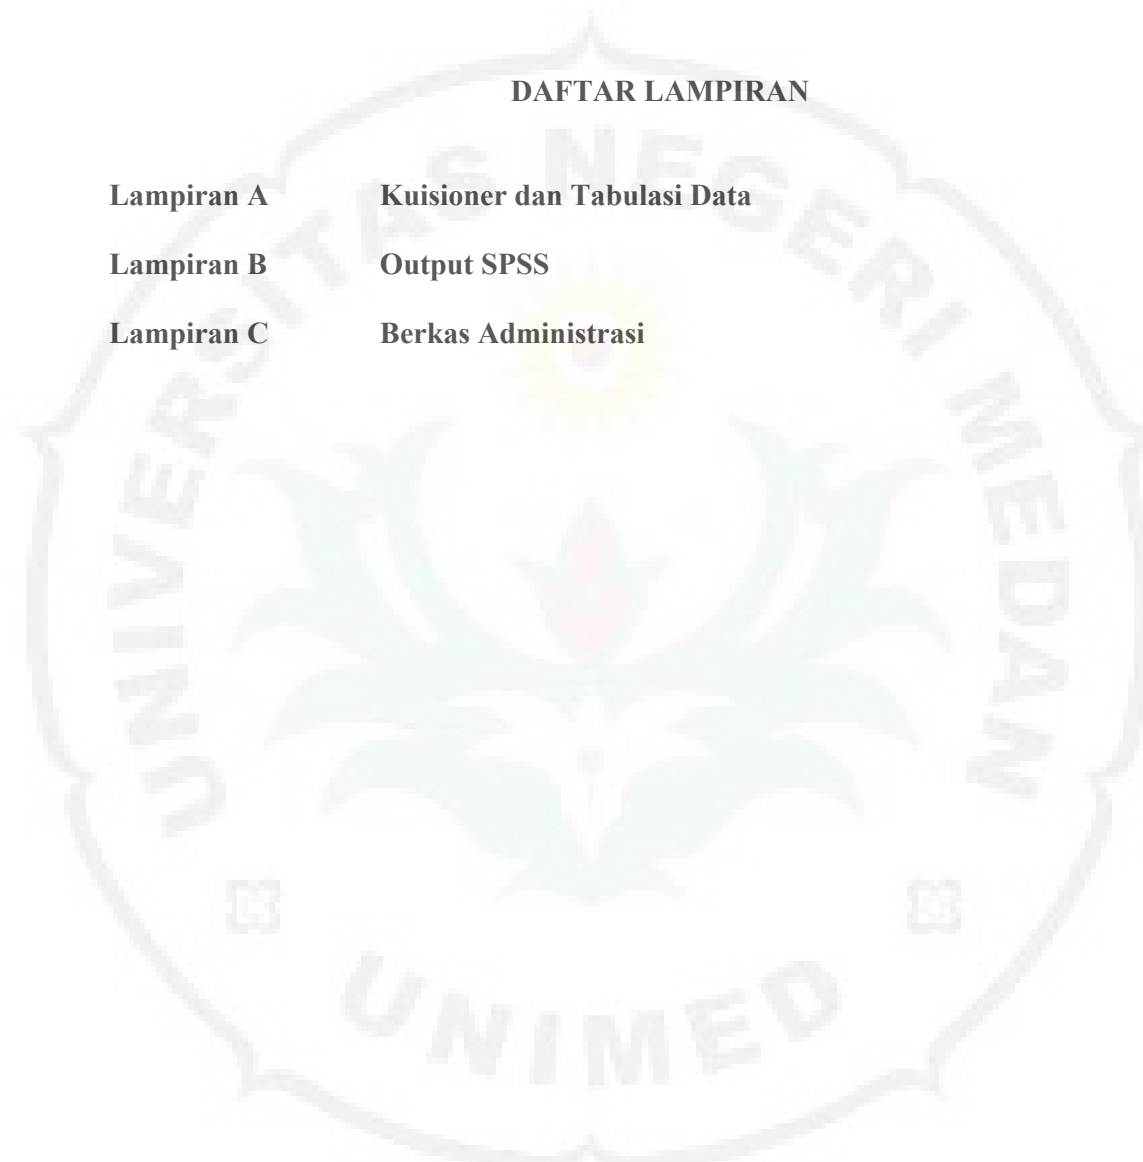 DAFTAR LAMPIRAN
Lampiran A Kuisioner dan Tabulasi Data
Lampiran B Output SPSS
Lampiran C Berkas Administrasi
UNIVERSITAS NEGERI MEDAN
UNIMED